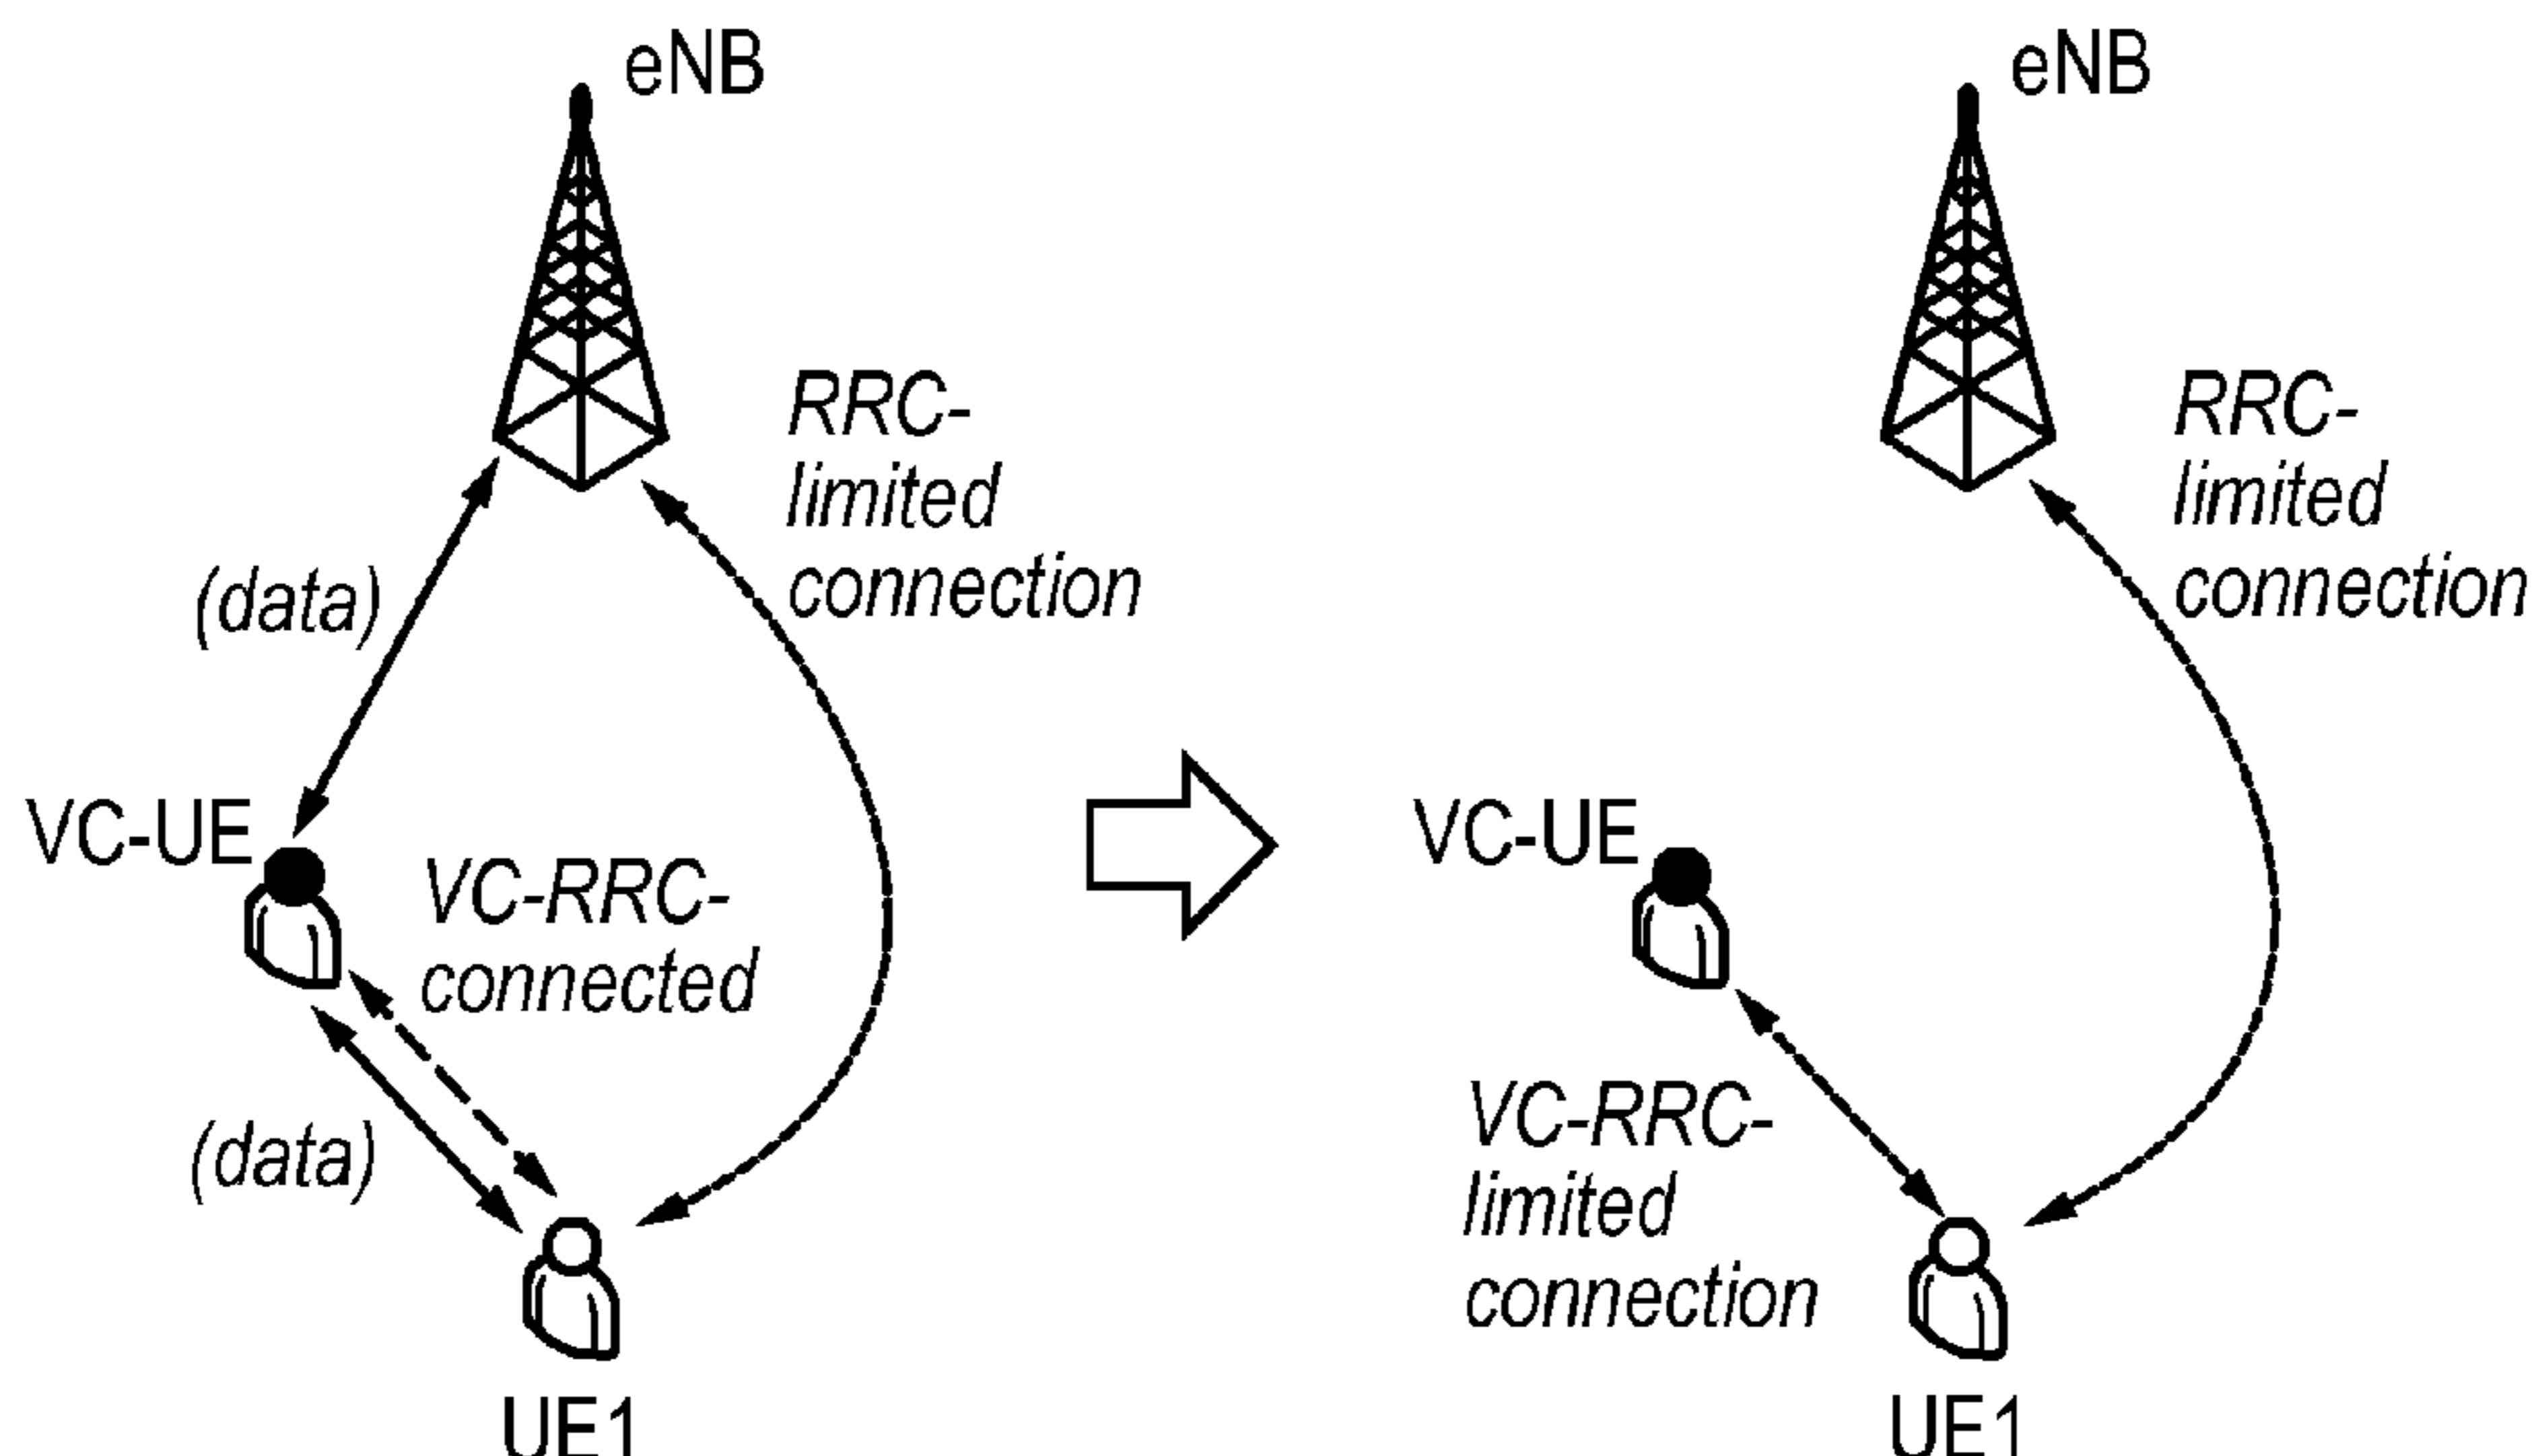 eNB
RRC-
limited
connection
(data)
VC-UE
VC-RRC-
connected
(data)
UE1
eNB
RRC-
limited
connection
VC-UE
VC-RRC-
limited
connection
UE1